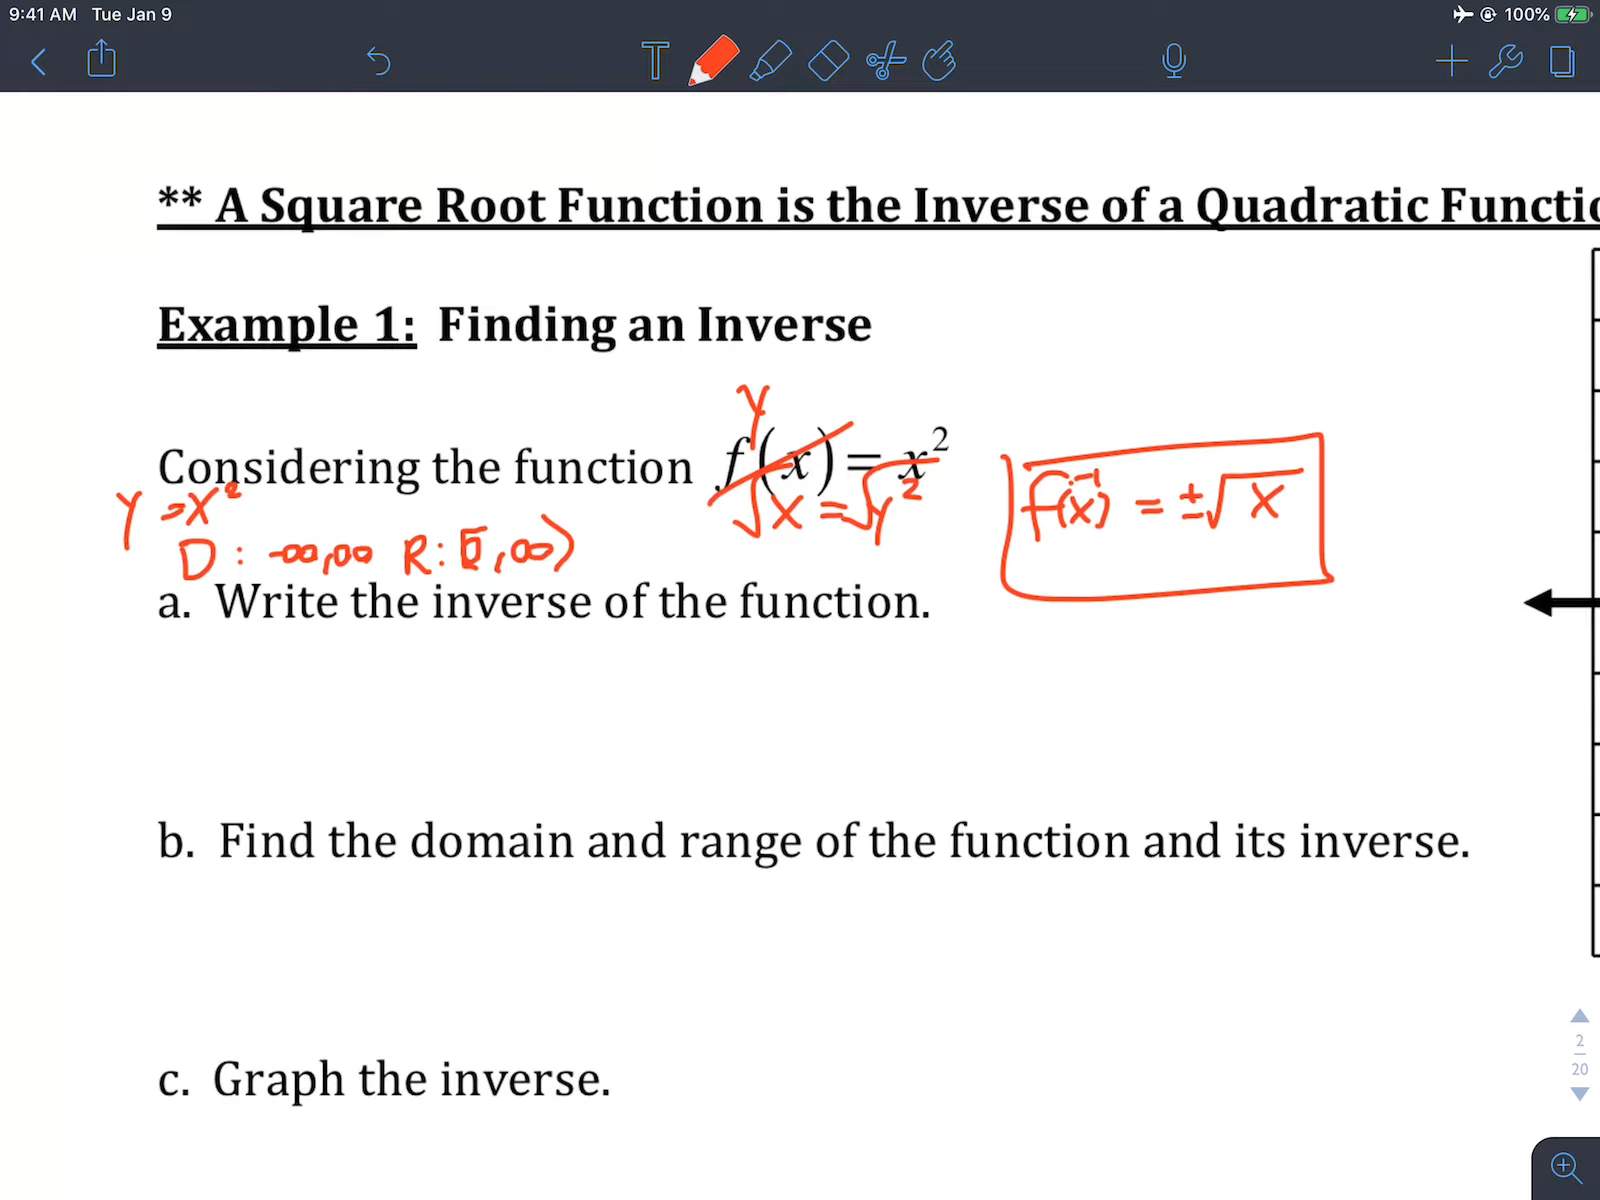 9:41 AM Tue Jan 9
100%
T
** A Square Root Function is the Inverse of a Quadratic Functio
Example 1: Finding an Inverse
y
Considering the function f(x) = x²
y = x²
√x = √y²
f⁻¹(x) = ±√x
D: -∞,∞ R: [0,∞)
a. Write the inverse of the function.
b. Find the domain and range of the function and its inverse.
2
20
c. Graph the inverse.